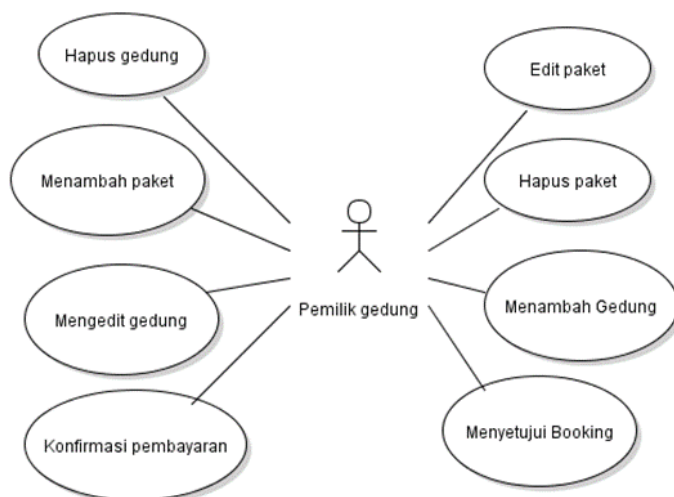 Hapus gedung
Edit paket
Menambah paket
Hapus paket
Mengedit gedung
Pemilik gedung
Menambah Gedung
Konfirmasi pembayaran
Menyetujui Booking